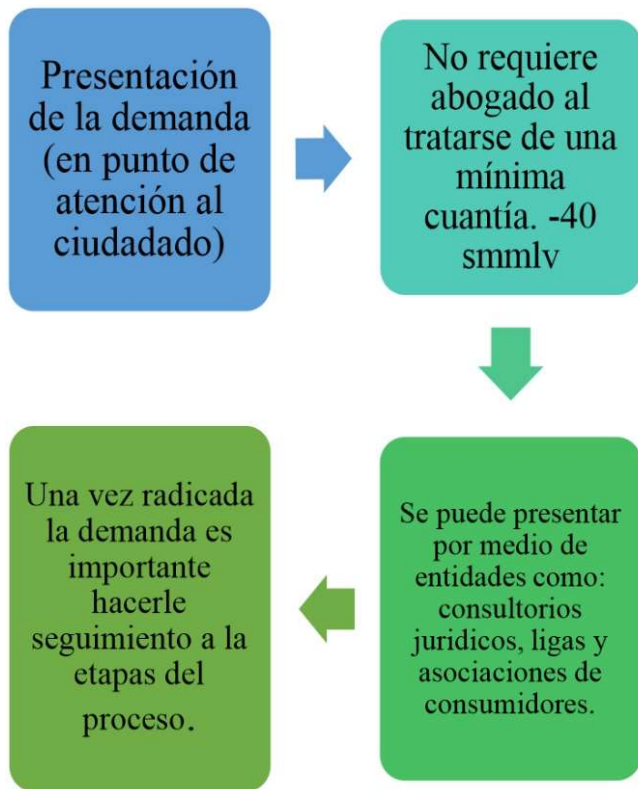 Presentación
de la demanda
(en punto de
atención al
ciudadado)
No requiere
abogado al
tratarse de una
mínima
cuantía. -40
smmlv
Se puede presentar
por medio de
entidades como:
consultorios
juridicos, ligas y
asociaciones de
consumidores.
Una vez radicada
la demanda es
importante
hacerle
seguimiento a la
etapas del
proceso.